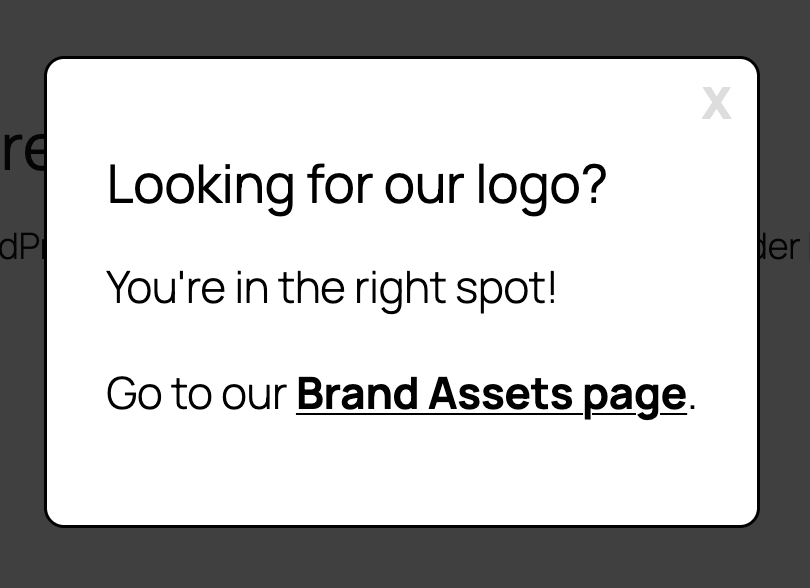 X
Looking for our logo?
You're in the right spot!
Go to our Brand Assets page.